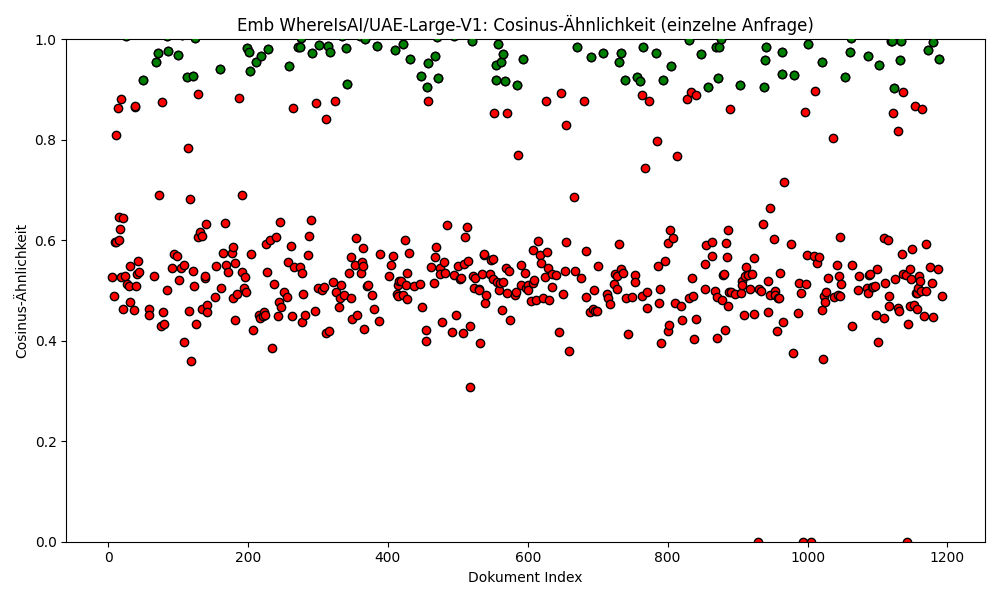 Emb WhereIsAI/UAE-Large-V1: Cosinus-Ähnlichkeit (einzelne Anfrage)
Cosinus-Ähnlichkeit
1.0
0.8
0.6
0.4
0.2
0.0
0 200 400 600 800 1000 1200
Dokument Index